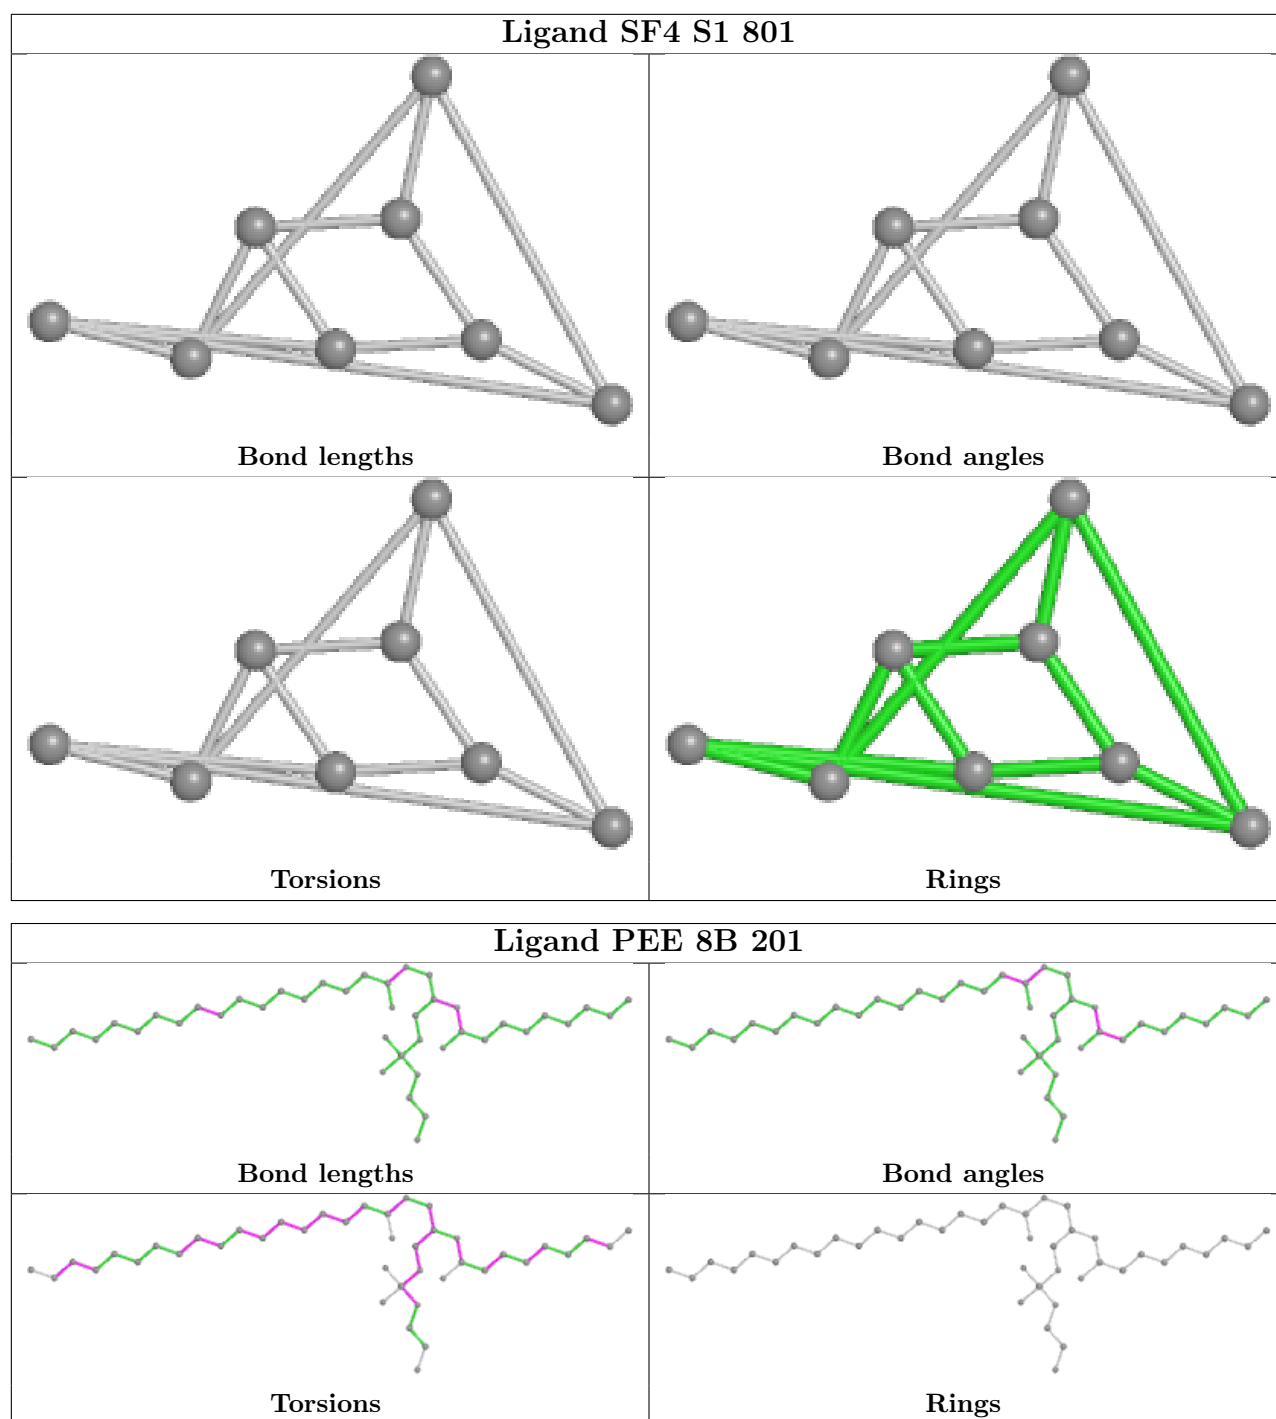 Ligand SF4 S1 801
Bond lengths
Bond angles
Torsions
Rings
Ligand PEE 8B 201
Bond lengths
Bond angles
Torsions
Rings